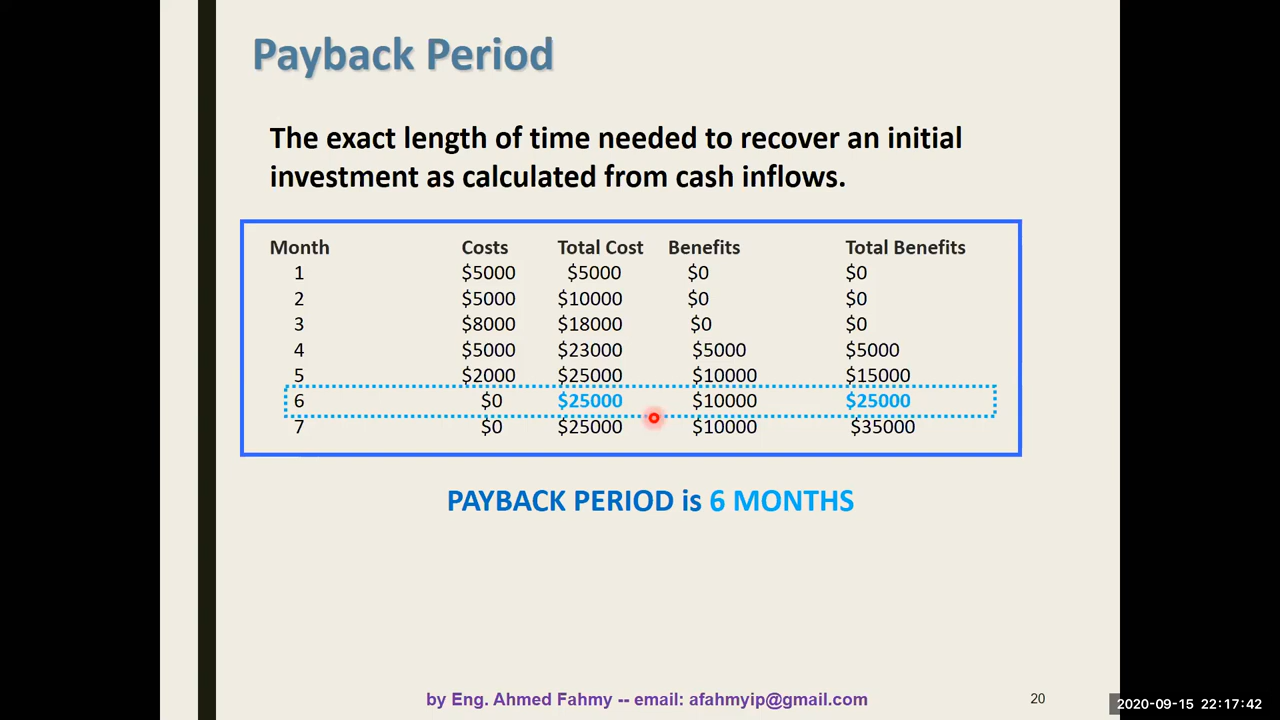 Payback Period
The exact length of time needed to recover an initial
investment as calculated from cash inflows.
Month Costs Total Cost Benefits Total Benefits
1 $5000 $5000 $0 $0
2 $5000 $10000 $0 $0
3 $8000 $18000 $0 $0
4 $5000 $23000 $5000 $5000
5 $2000 $25000 $10000 $15000
6 $0 $25000 $10000 $25000
7 $0 $25000 $10000 $35000
PAYBACK PERIOD is 6 MONTHS
by Eng. Ahmed Fahmy -- email: afahmyip@gmail.com
20
2020-09-15 22:17:42